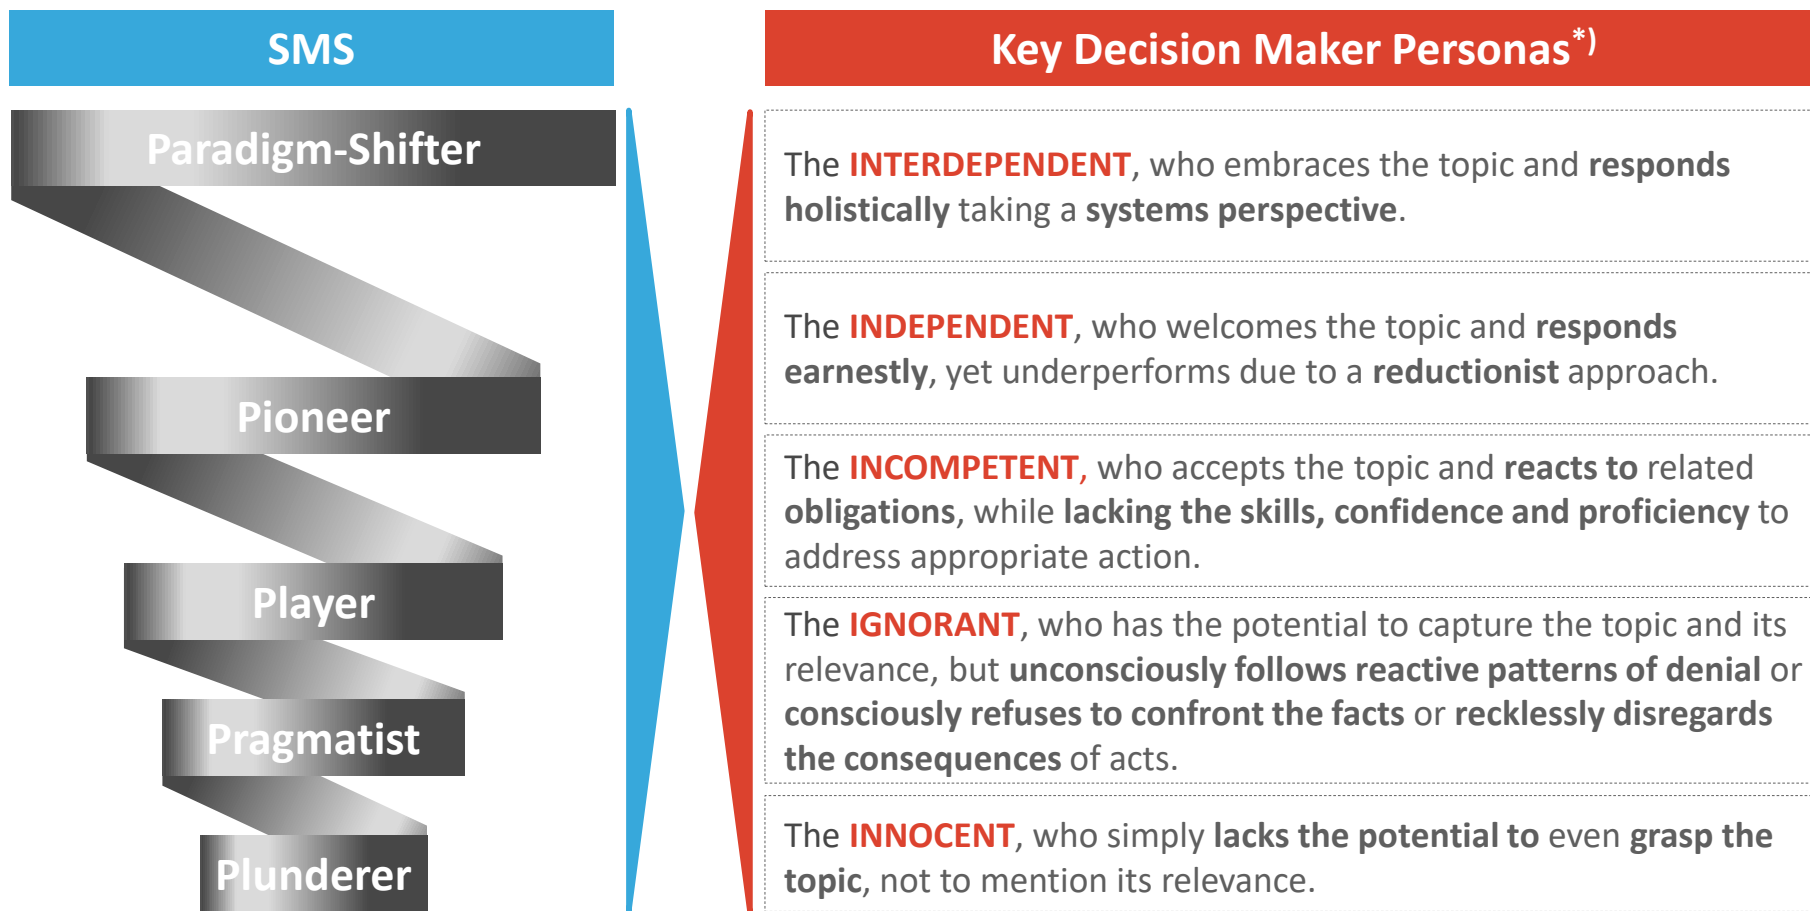 SMS
Key Decision Maker Personas*)
Paradigm-Shifter
Pioneer
Player
Pragmatist
Plunderer
The INTERDEPENDENT, who embraces the topic and responds
holistically taking a systems perspective.
The INDEPENDENT, who welcomes the topic and responds
earnestly, yet underperforms due to a reductionist approach.
The INCOMPETENT, who accepts the topic and reacts to related
obligations, while lacking the skills, confidence and proficiency to
address appropriate action.
The IGNORANT, who has the potential to capture the topic and its
relevance, but unconsciously follows reactive patterns of denial or
consciously refuses to confront the facts or recklessly disregards
the consequences of acts.
The INNOCENT, who simply lacks the potential to even grasp the
topic, not to mention its relevance.